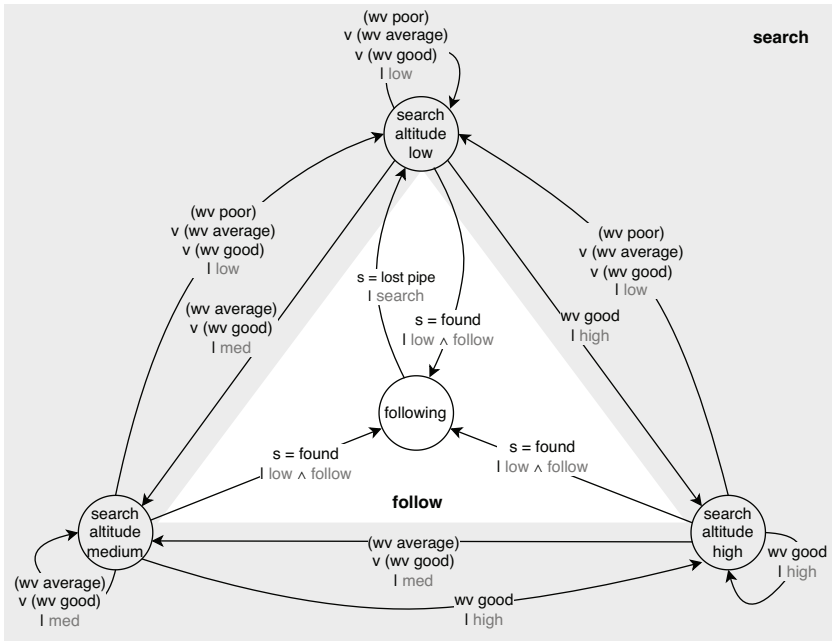 (wv poor)
v (wv average)
v (wv good)
| low
search
search
altitude
low
(wv poor)
v (wv average)
v (wv good)
| low
(wv poor)
v (wv average)
v (wv good)
| low
s = lost pipe
| search
(wv average)
v (wv good)
| med
s = found
| low ∧ follow
wv good
| high
following
s = found
| low ∧ follow
s = found
| low ∧ follow
follow
search
altitude
medium
search
altitude
high
(wv average)
v (wv good)
| med
wv good
| high
(wv average)
v (wv good)
| med
wv good
| high